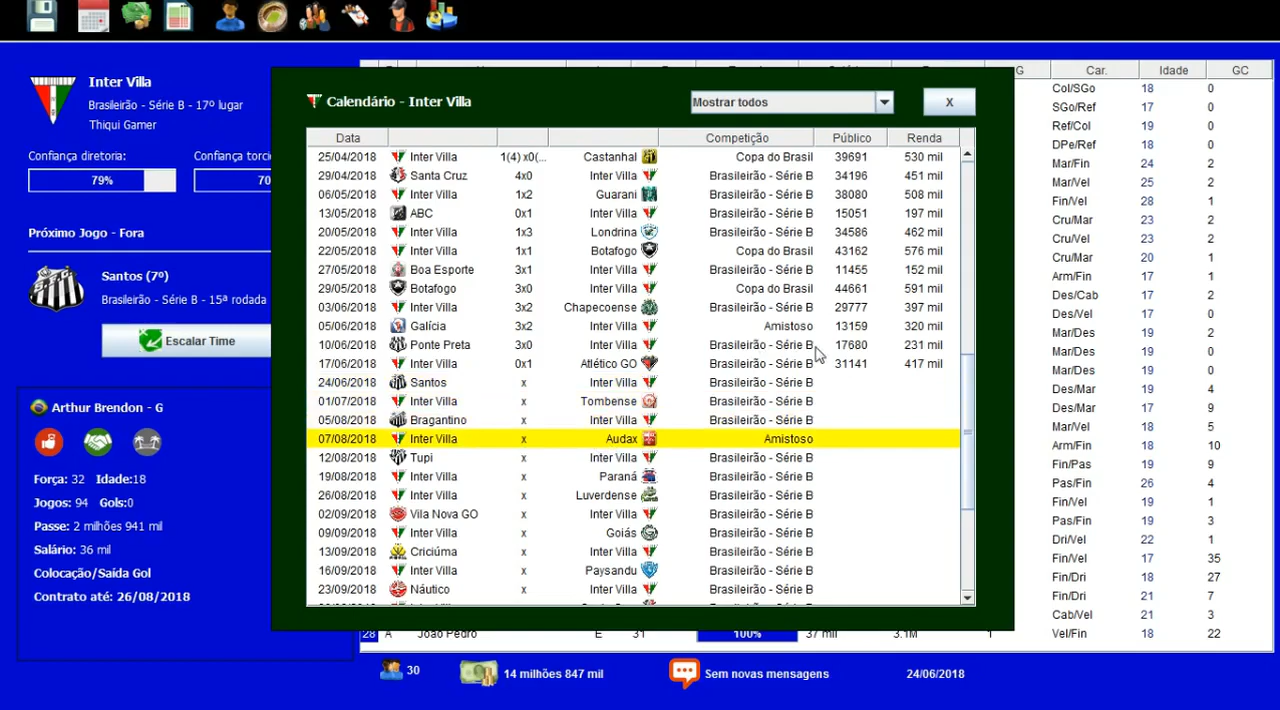 Inter Villa
Brasileirão - Série B - 17º lugar
Thiqui Gamer
Confiança diretoria:
Confiança torci
79%
70
Próximo Jogo - Fora
Santos (7º)
Brasileirão - Série B - 15ª rodada
Escalar Time
Arthur Brendon - G
Força: 32 Idade:18
Jogos: 94 Gols:0
Passe: 2 milhões 941 mil
Salário: 36 mil
Colocação/Saída Gol
Contrato até: 26/08/2018
Calendário - Inter Villa
Mostrar todos
X
Data Competição Público Renda
25/04/2018 Inter Villa 1(4) x0(... Castanhal Copa do Brasil 39691 530 mil
29/04/2018 Santa Cruz 4x0 Inter Villa Brasileirão - Série B 34196 451 mil
06/05/2018 Inter Villa 1x2 Guarani Brasileirão - Série B 38080 508 mil
13/05/2018 ABC 0x1 Inter Villa Brasileirão - Série B 15051 197 mil
20/05/2018 Inter Villa 1x3 Londrina Brasileirão - Série B 34586 462 mil
22/05/2018 Inter Villa 1x1 Botafogo Copa do Brasil 43162 576 mil
27/05/2018 Boa Esporte 3x1 Inter Villa Brasileirão - Série B 11455 152 mil
29/05/2018 Botafogo 3x0 Inter Villa Copa do Brasil 44661 591 mil
03/06/2018 Inter Villa 3x2 Chapecoense Brasileirão - Série B 29777 397 mil
05/06/2018 Galícia 3x2 Inter Villa Amistoso 13159 320 mil
10/06/2018 Ponte Preta 3x0 Inter Villa Brasileirão - Série B 17680 231 mil
17/06/2018 Inter Villa 0x1 Atlético GO Brasileirão - Série B 31141 417 mil
24/06/2018 Santos x Inter Villa Brasileirão - Série B
01/07/2018 Inter Villa x Tombense Brasileirão - Série B
05/08/2018 Bragantino x Inter Villa Brasileirão - Série B
07/08/2018 Inter Villa x Audax Amistoso
12/08/2018 Tupi x Inter Villa Brasileirão - Série B
19/08/2018 Inter Villa x Paraná Brasileirão - Série B
26/08/2018 Inter Villa x Luverdense Brasileirão - Série B
02/09/2018 Vila Nova GO x Inter Villa Brasileirão - Série B
09/09/2018 Inter Villa x Goiás Brasileirão - Série B
13/09/2018 Criciúma x Inter Villa Brasileirão - Série B
16/09/2018 Inter Villa x Paysandu Brasileirão - Série B
23/09/2018 Náutico x Inter Villa Brasileirão - Série B
G Car. Idade GC
Col/SGo 18 0
SGo/Ref 17 0
Ref/Col 19 0
DPe/Ref 18 0
Mar/Fin 24 2
Mar/Vel 25 2
Fin/Vel 28 1
Cru/Mar 23 2
Cru/Vel 23 2
Cru/Mar 20 1
Arm/Fin 17 1
Des/Cab 17 2
Des/Vel 17 0
Mar/Des 19 2
Mar/Des 19 0
Mar/Des 19 0
Des/Mar 19 4
Des/Mar 17 9
Mar/Vel 18 5
Arm/Fin 18 10
Fin/Pas 19 9
Pas/Fin 26 4
Fin/Vel 19 1
Pas/Fin 19 3
Dri/Vel 22 1
Fin/Vel 17 35
Fin/Dri 18 27
Fin/Dri 21 7
Cab/Vel 21 3
Vel/Fin 18 22
28 A João Pedro E 31 100% 37 mil 3.1M 1
30
14 milhões 847 mil
Sem novas mensagens
24/06/2018